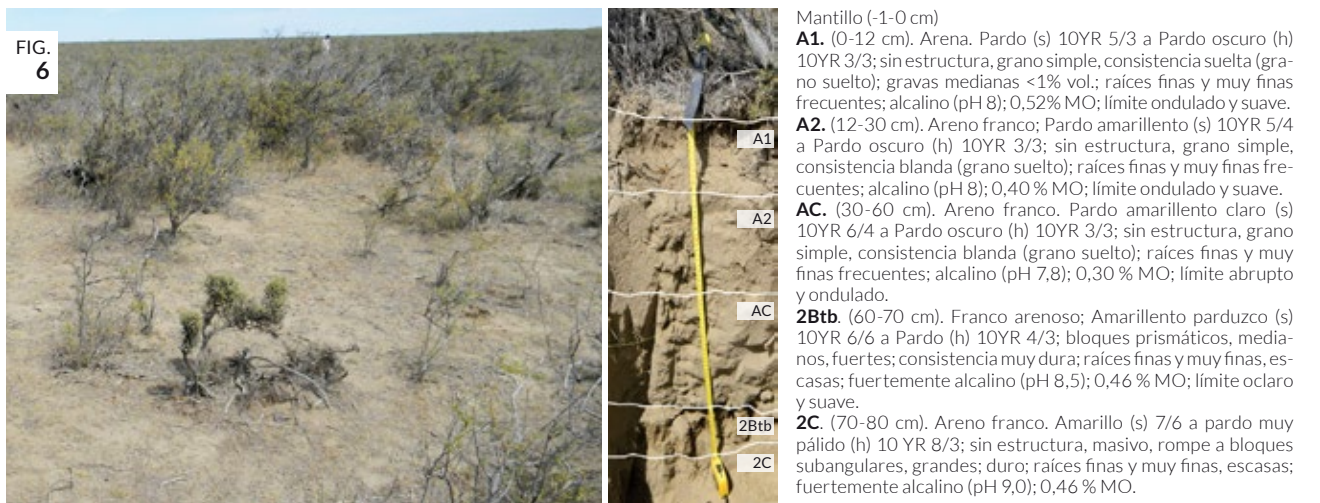 FIG.
6
A1
A2
AC
2Btb
2C
Mantillo (-1-0 cm)
A1. (0-12 cm). Arena. Pardo (s) 10YR 5/3 a Pardo oscuro (h)
10YR 3/3; sin estructura, grano simple, consistencia suelta (gra-
no suelto); gravas medianas <1% vol.; raíces finas y muy finas
frecuentes; alcalino (pH 8); 0,52% MO; límite ondulado y suave.
A2. (12-30 cm). Areno franco; Pardo amarillento (s) 10YR 5/4
a Pardo oscuro (h) 10YR 3/3; sin estructura, grano simple,
consistencia blanda (grano suelto); raíces finas y muy finas fre-
cuentes; alcalino (pH 8); 0,40 % MO; límite ondulado y suave.
AC. (30-60 cm). Areno franco. Pardo amarillento claro (s)
10YR 6/4 a Pardo oscuro (h) 10YR 3/3; sin estructura, grano
simple, consistencia blanda (grano suelto); raíces finas y muy
finas frecuentes; alcalino (pH 7,8); 0,30 % MO; límite abrupto
y ondulado.
2Btb. (60-70 cm). Franco arenoso; Amarillento parduzco (s)
10YR 6/6 a Pardo (h) 10YR 4/3; bloques prismáticos, media-
nos, fuertes; consistencia muy dura; raíces finas y muy finas, es-
casas; fuertemente alcalino (pH 8,5); 0,46 % MO; límite oclaro
y suave.
2C. (70-80 cm). Areno franco. Amarillo (s) 7/6 a pardo muy
pálido (h) 10 YR 8/3; sin estructura, masivo, rompe a bloques
subangulares, grandes; duro; raíces finas y muy finas, escasas;
fuertemente alcalino (pH 9,0); 0,46 % MO.